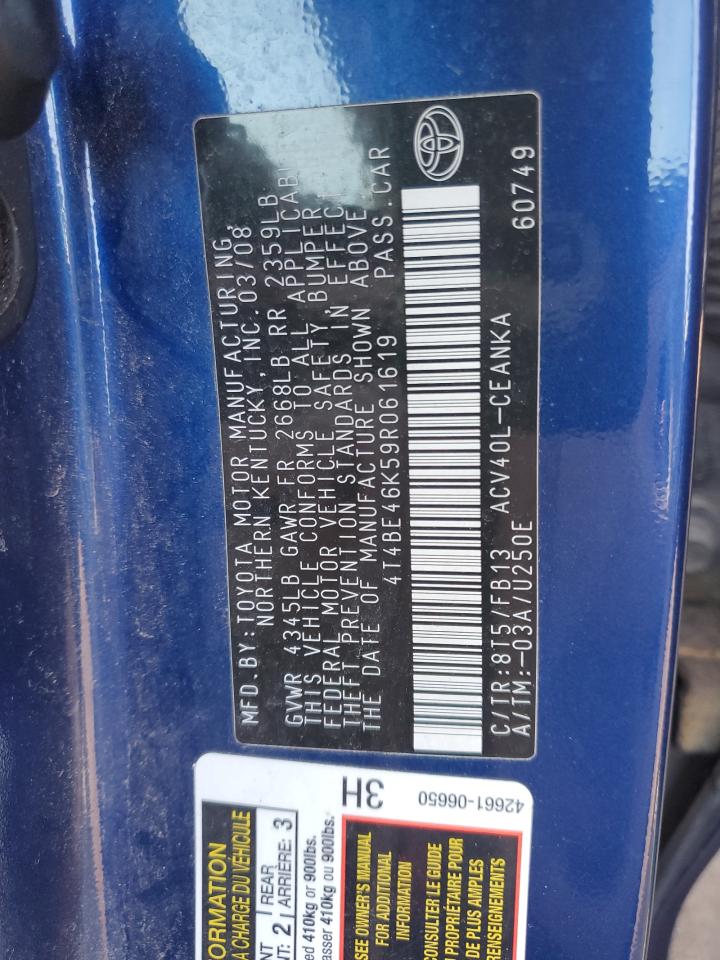 MFD.BY:TOYOTA MOTOR MANUFACTURING,
NORTHERN KENTUCKY,INC.03/08
GVWR 4345LB GAWR FR 2668LB RR 2359LB
THIS VEHICLE CONFORMS TO ALL
FEDERAL MOTOR VEHICLE SAFETY,BUMPER,
THEFT PREVENTION STANDARDS IN EFFECT
THE DATE OF MANUFACTURE SHOWN ABOVE
4T4BE46K59R061619 PASS.CAR
C/TR:8T5/FB13 ACV40L-CEANKA
A/TM:-03A/U250E 60749
3H
42661-06650
A CHARGE DU VÉHICULE
2 REAR
ARRIÈRE: 3
410kg or 900lbs.
410kg ou 900lbs.
SEE OWNER'S MANUAL
FOR ADDITIONAL
INFORMATION
CONSULTER LE GUIDE
PROPRIÉTAIRE POUR
DE PLUS AMPLES
RENSEIGNEMENTS